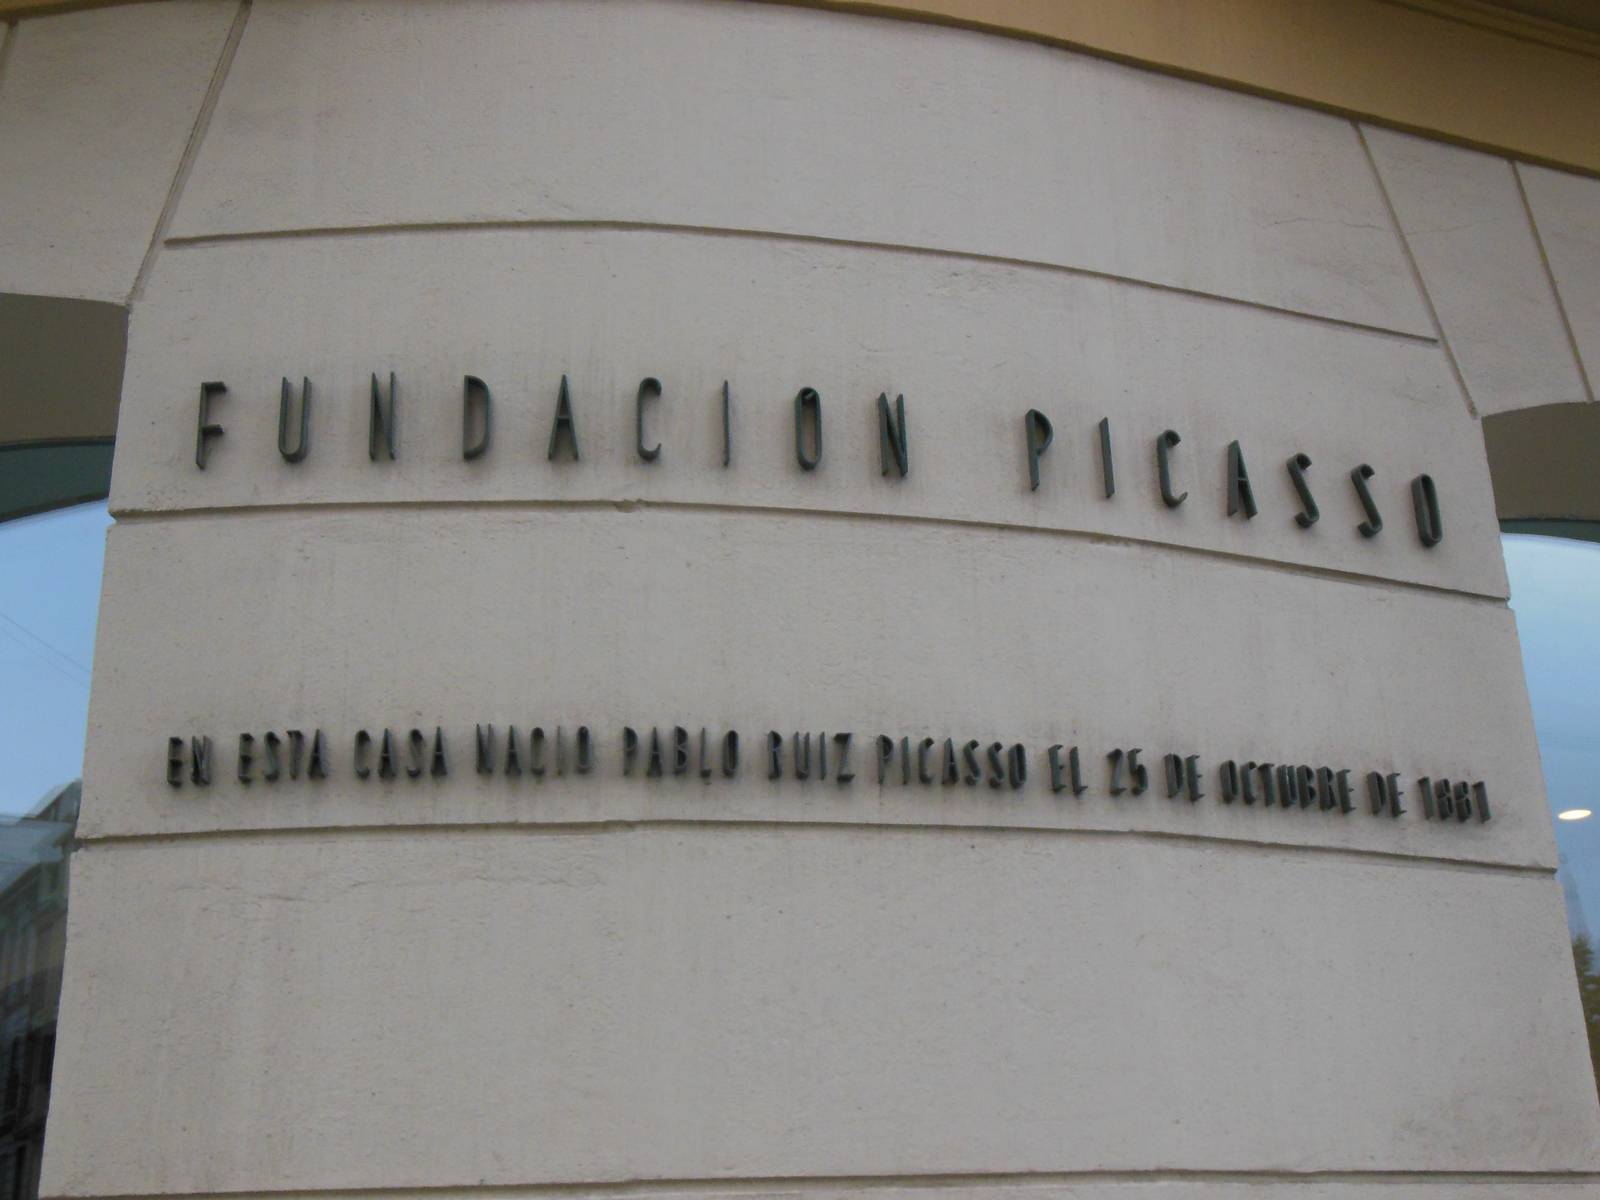 FUNDACION PICASSO
EN ESTA CASA NACIO PABLO RUIZ PICASSO EL 25 DE OCTUBRE DE 1881